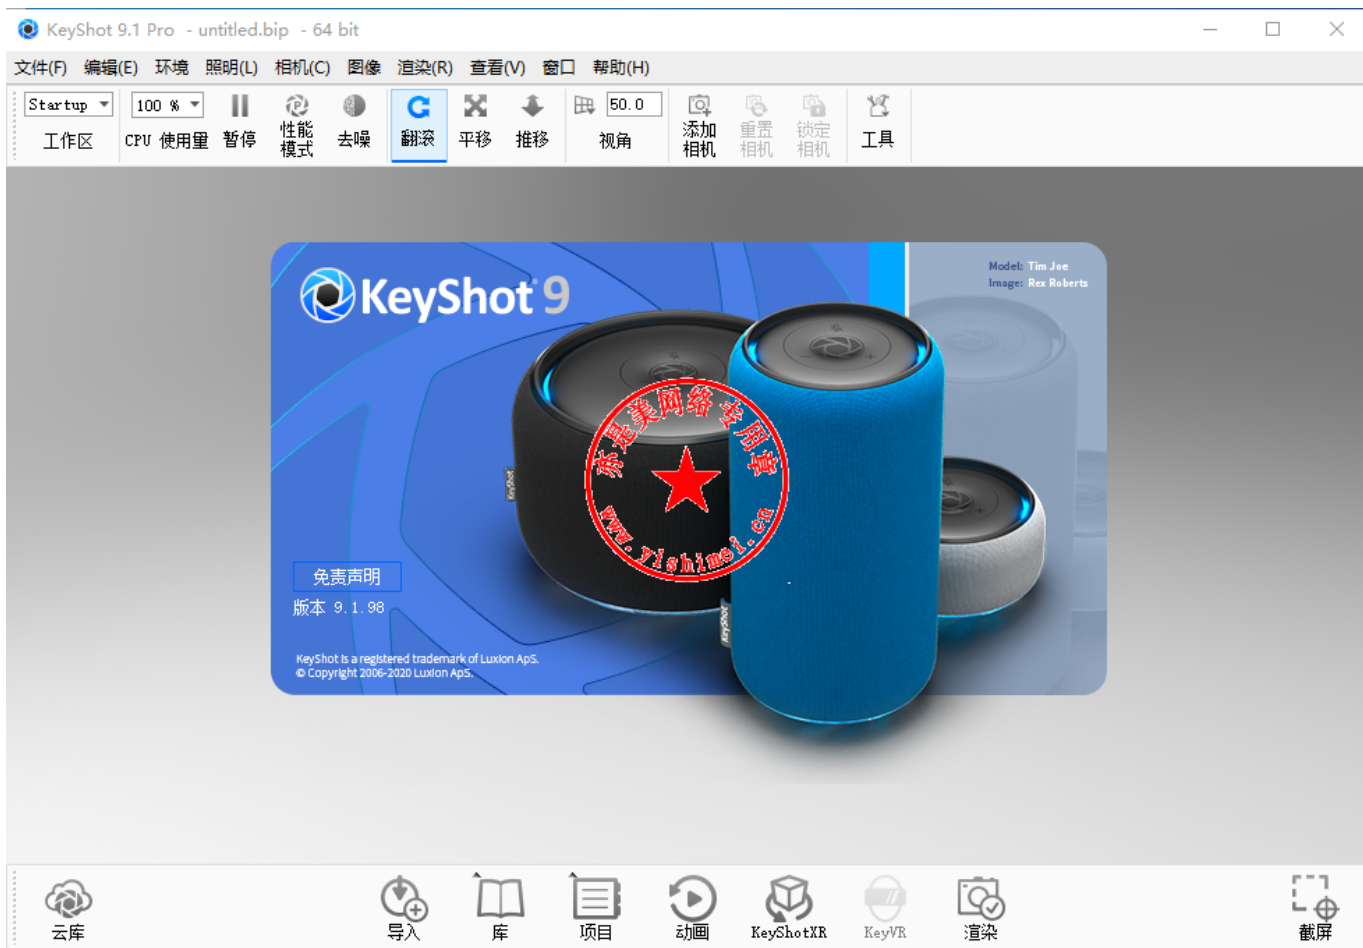 KeyShot 9.1 Pro - untitled.bip - 64 bit
文件(F) 编辑(E) 环境 照明(L) 相机(C) 图像 渲染(R) 查看(V) 窗口 帮助(H)
Startup 100 % 50.0
工作区 CPU 使用量 暂停 性能模式 去噪 翻滚 平移 推移 视角 添加相机 重置相机 锁定相机 工具
Model: Tim Joe
Image: Rex Roberts
KeyShot 9
亦是美网络专用章
www.yishimei.cn
KeyShot
KeyShot
免责声明
版本 9.1.98
KeyShot is a registered trademark of Luxion ApS.
© Copyright 2006-2020 Luxion ApS.
云库 导入 库 项目 动画 KeyShotXR KeyVR 渲染 截屏